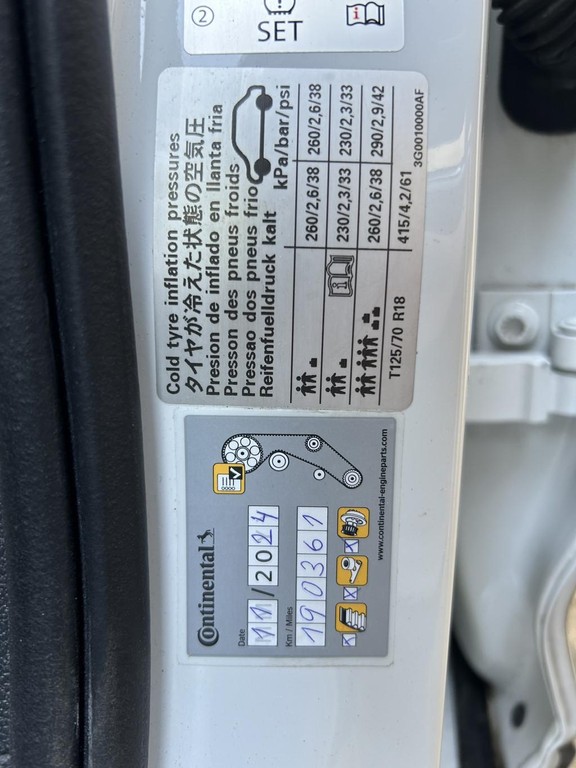 2
SET
Cold tyre inflation pressures
タイヤが冷えた状態の空気圧
Presion de inflado en llanta fria
Presson des pneus froids
Pressao dos pneus frio
Reifenfuelldruck kalt
kPa/bar/psi
260/2,6/38 260/2,6/38
230/2,3/33 230/2,3/33
260/2,6/38 290/2,9/42
T125/70 R18 415/4,2/61
3G0010000AF
Continental
Date 11/2024
Km / Miles 190361
www.continental-engineparts.com